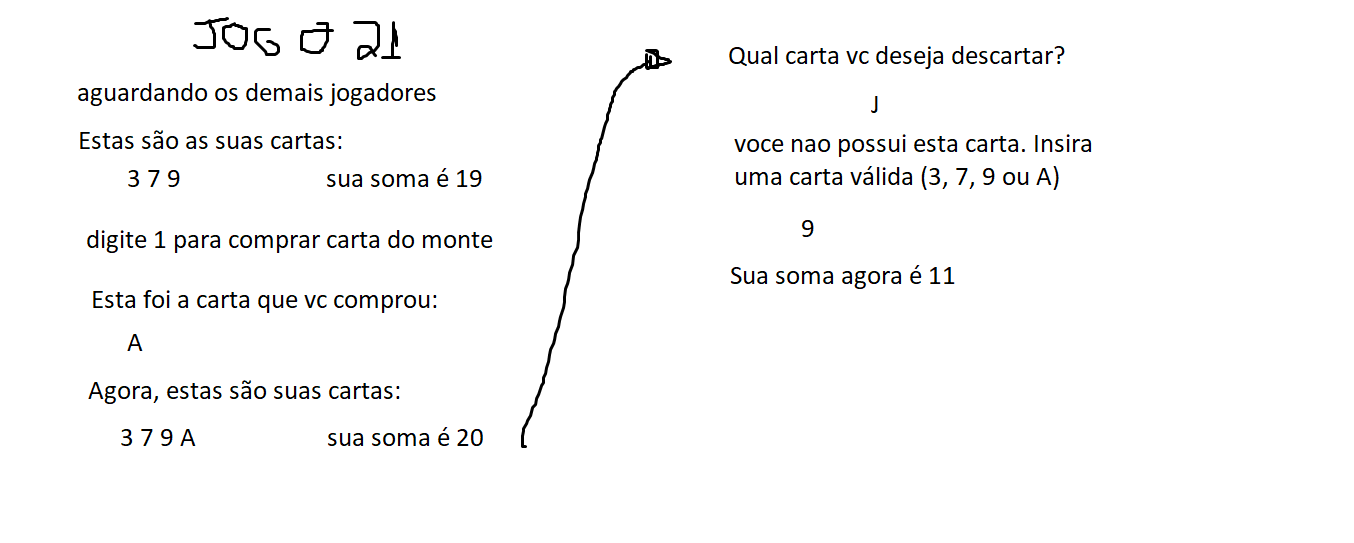 JOGO 21
aguardando os demais jogadores
Estas são as suas cartas:
3 7 9 sua soma é 19
digite 1 para comprar carta do monte
Esta foi a carta que vc comprou:
A
Agora, estas são suas cartas:
3 7 9 A sua soma é 20
Qual carta vc deseja descartar?
J
voce nao possui esta carta. Insira
uma carta válida (3, 7, 9 ou A)
9
Sua soma agora é 11